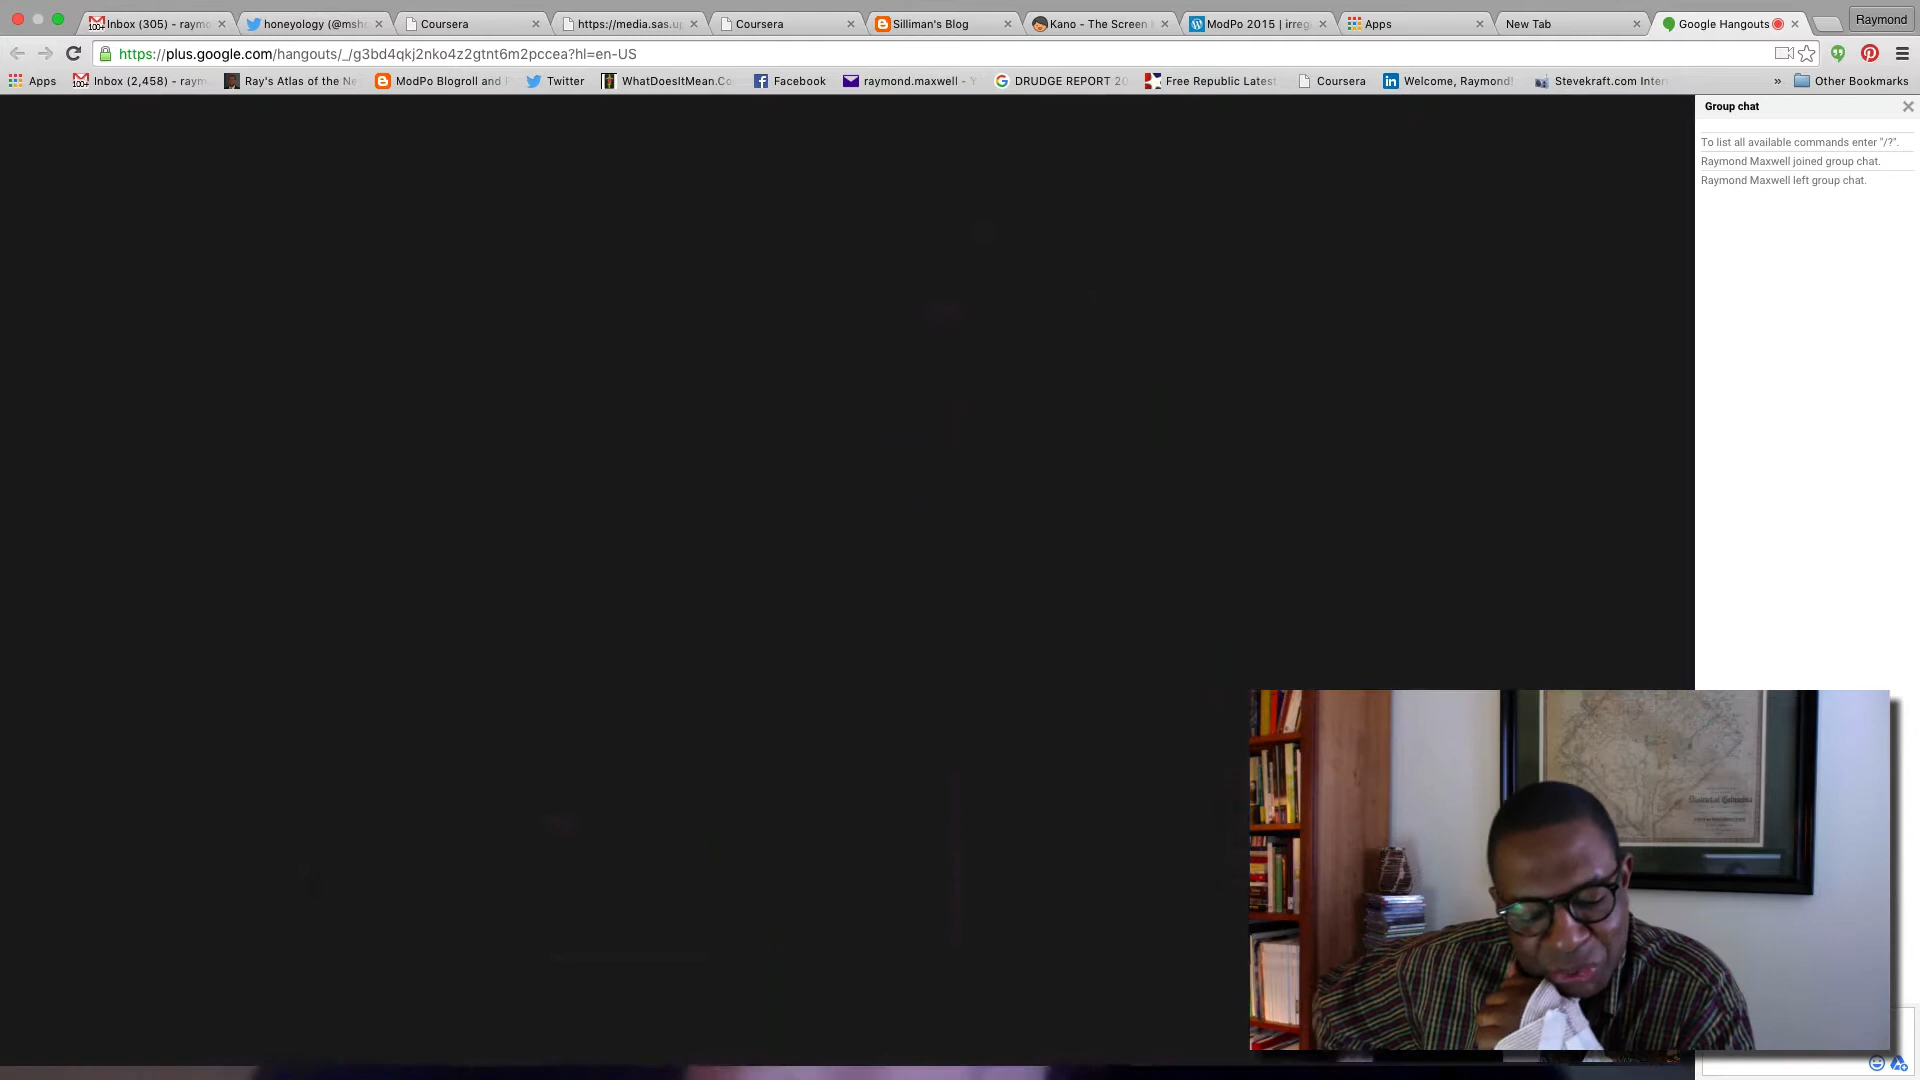 Inbox (305) - raymo
honeyology (@msh
Coursera
https://media.sas.u
Coursera
Silliman's Blog
Kano - The Screen
ModPo 2015 | irreg
Apps
New Tab
Google Hangouts
Raymond
https://plus.google.com/hangouts/_/g3bd4qkj2nko4z2gtnt6m2pccea?hl=en-US
Apps
Inbox (2,458) - raym
Ray's Atlas of the Ne
ModPo Blogroll and
Twitter
WhatDoesItMean.Co
Facebook
raymond.maxwell - Y
DRUDGE REPORT 20
Free Republic Latest
Coursera
Welcome, Raymond!
Stevekraft.com Inter
»
Other Bookmarks
Group chat
To list all available commands enter "/?".
Raymond Maxwell joined group chat.
Raymond Maxwell left group chat.
District of Columbia